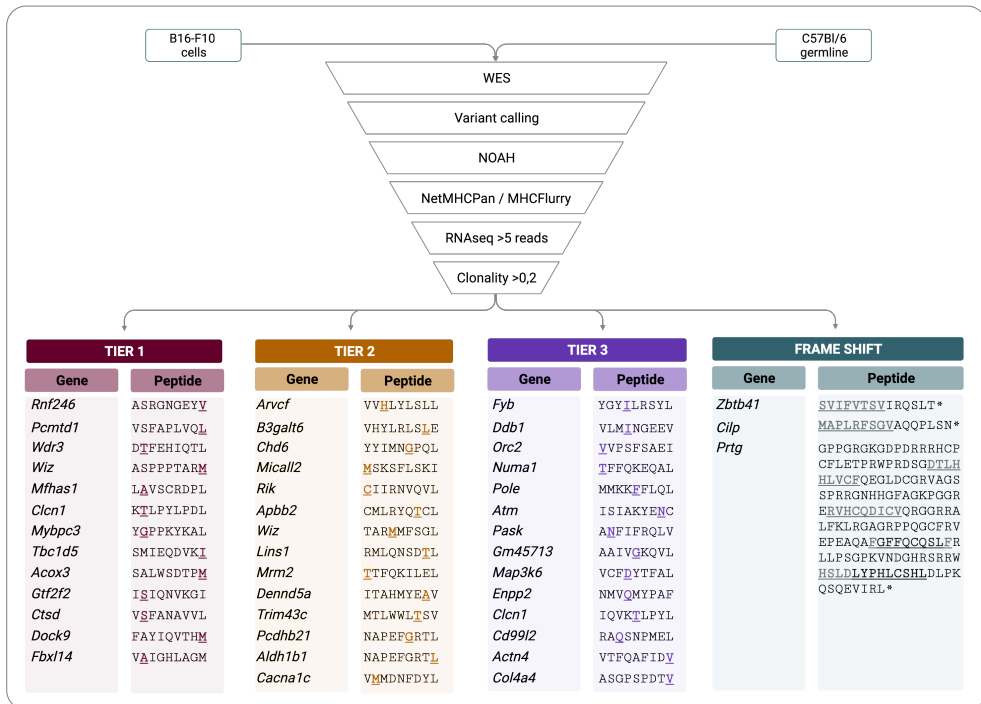 B16-F10
cells
C57Bl/6
germline
WES
Variant calling
NOAH
NetMHCPan / MHCFlurry
RNAseq >5 reads
Clonality >0,2
TIER 1
Gene Peptide
Rnf246 ASRGNGEYV
Pcmtd1 VSFAPLVQL
Wdr3 DTFEHIQTL
Wiz ASPPPTARM
Mfhas1 LAVSCRDPL
Clcn1 KTLPYLPDL
Mybpc3 YGPPKYKAL
Tbc1d5 SMIEQDVKI
Acox3 SALWSDTPM
Gtf2f2 ISIQNVKGI
Ctsd VSFANAVVL
Dock9 FAYIQVTHM
Fbxl14 VAIGHLAGM
TIER 2
Gene Peptide
Arvcf VVHLYLSLL
B3galt6 VHYLRLSLE
Chd6 YYIMNGPQL
Micall2 MSKSFLSKI
Rik CIIRNVQVL
Apbb2 CMLRYQTCL
Wiz TARMMFSGL
Lins1 RMLQNSDTL
Mrm2 TTFQKILEL
Dennd5a ITAHMYEAV
Trim43c MTLWWLTSV
Pcdhb21 NAPEFGRTL
Aldh1b1 NAPEFGRTL
Cacna1c VMMDNFDYL
TIER 3
Gene Peptide
Fyb YGYILRSYL
Ddb1 VLMINGEEV
Orc2 VVPSFSAEI
Numa1 TFFQKEQAL
Pole MMKKFFLQL
Atm ISIAKYENC
Pask ANFIFRQLV
Gm45713 AAIVGKQVL
Map3k6 VCFDYTFAL
Enpp2 NMVQMYPAF
Clcn1 IQVKTLPYL
Cd99l2 RAQSNPMEL
Actn4 VTFQAFIDV
Col4a4 ASGPSPDTV
FRAME SHIFT
Gene Peptide
Zbtb41 SVIFVTSVIRQSLT*
Cilp MAPLRFSGVAQQPLSN*
Prtg GPPGRGKGDPDRRRHCP
CFLETPRWPRDSGDTLH
HLVCFQEGLDCGRVAGS
SPRRGNHHGFAGKPGGR
ERVHCQDICVQRGGRRA
LFKLRGAGRPPQGCFRV
EPEAQAFGFFQCQSLFR
LLPSGPKVNDGHRSRRW
HSLDLYPHLCSHLDLPK
QSQEVIRL*